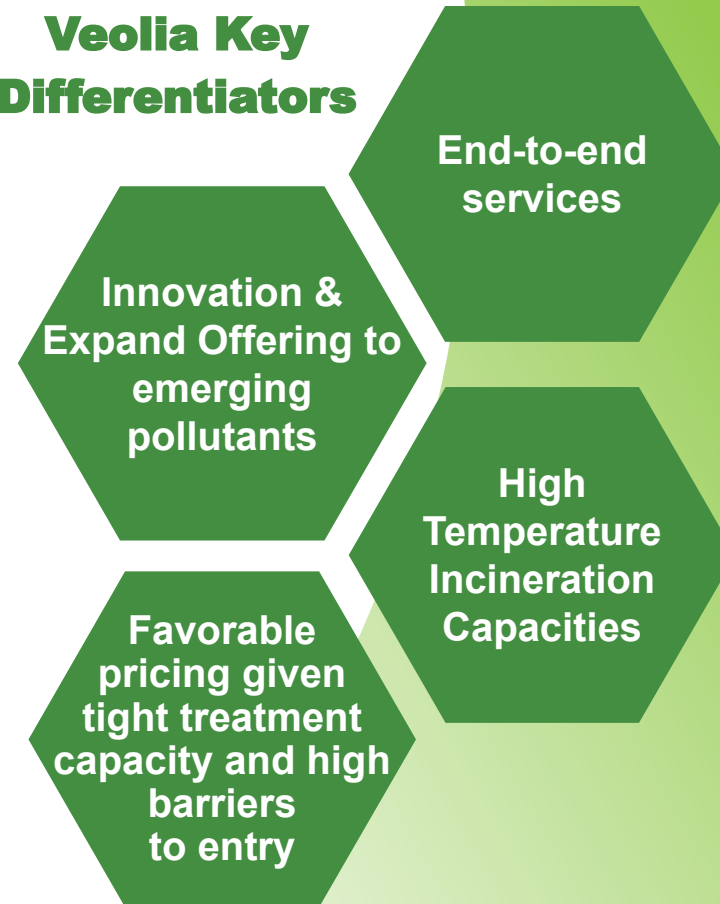 Veolia Key
Differentiators
End-to-end
services
Innovation &
Expand Offering to
emerging
pollutants
High
Temperature
Incineration
Capacities
Favorable
pricing given
tight treatment
capacity and high
barriers
to entry